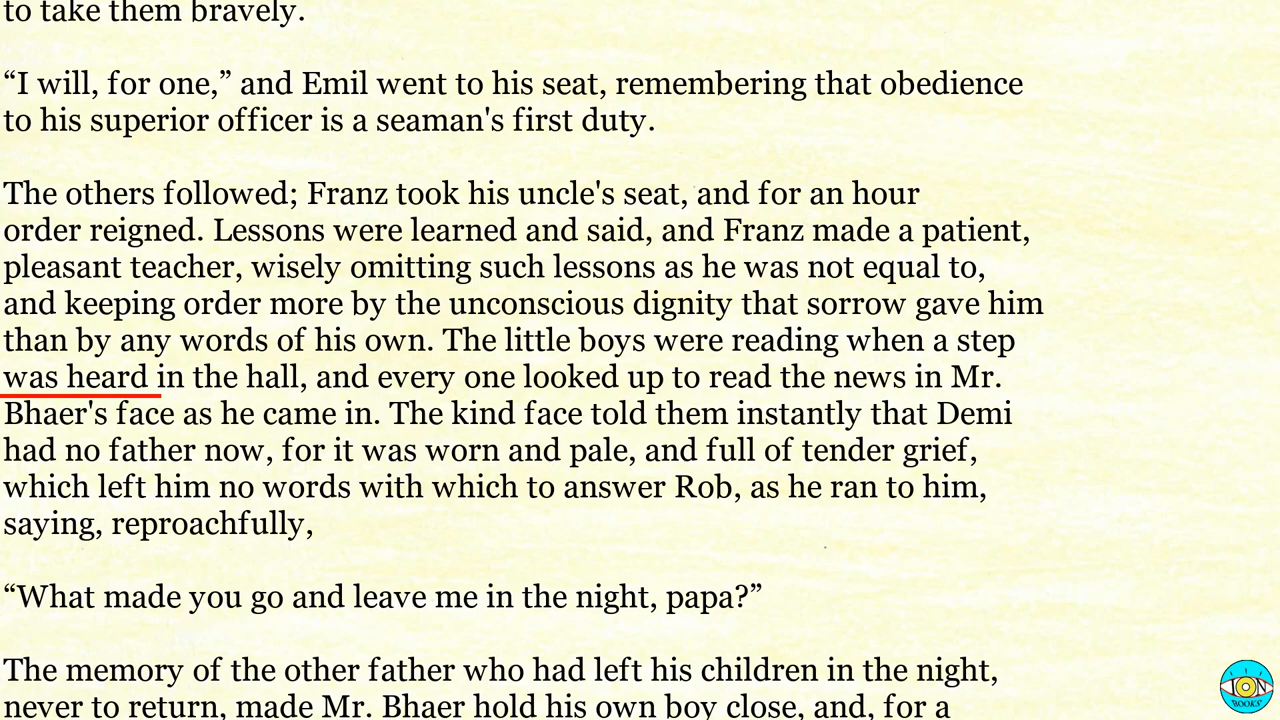 to take them bravely.
“I will, for one,” and Emil went to his seat, remembering that obedience
to his superior officer is a seaman's first duty.
The others followed; Franz took his uncle's seat, and for an hour
order reigned. Lessons were learned and said, and Franz made a patient,
pleasant teacher, wisely omitting such lessons as he was not equal to,
and keeping order more by the unconscious dignity that sorrow gave him
than by any words of his own. The little boys were reading when a step
was heard in the hall, and every one looked up to read the news in Mr.
Bhaer's face as he came in. The kind face told them instantly that Demi
had no father now, for it was worn and pale, and full of tender grief,
which left him no words with which to answer Rob, as he ran to him,
saying, reproachfully,
“What made you go and leave me in the night, papa?”
The memory of the other father who had left his children in the night,
never to return, made Mr. Bhaer hold his own boy close, and, for a
ION
BOOKS